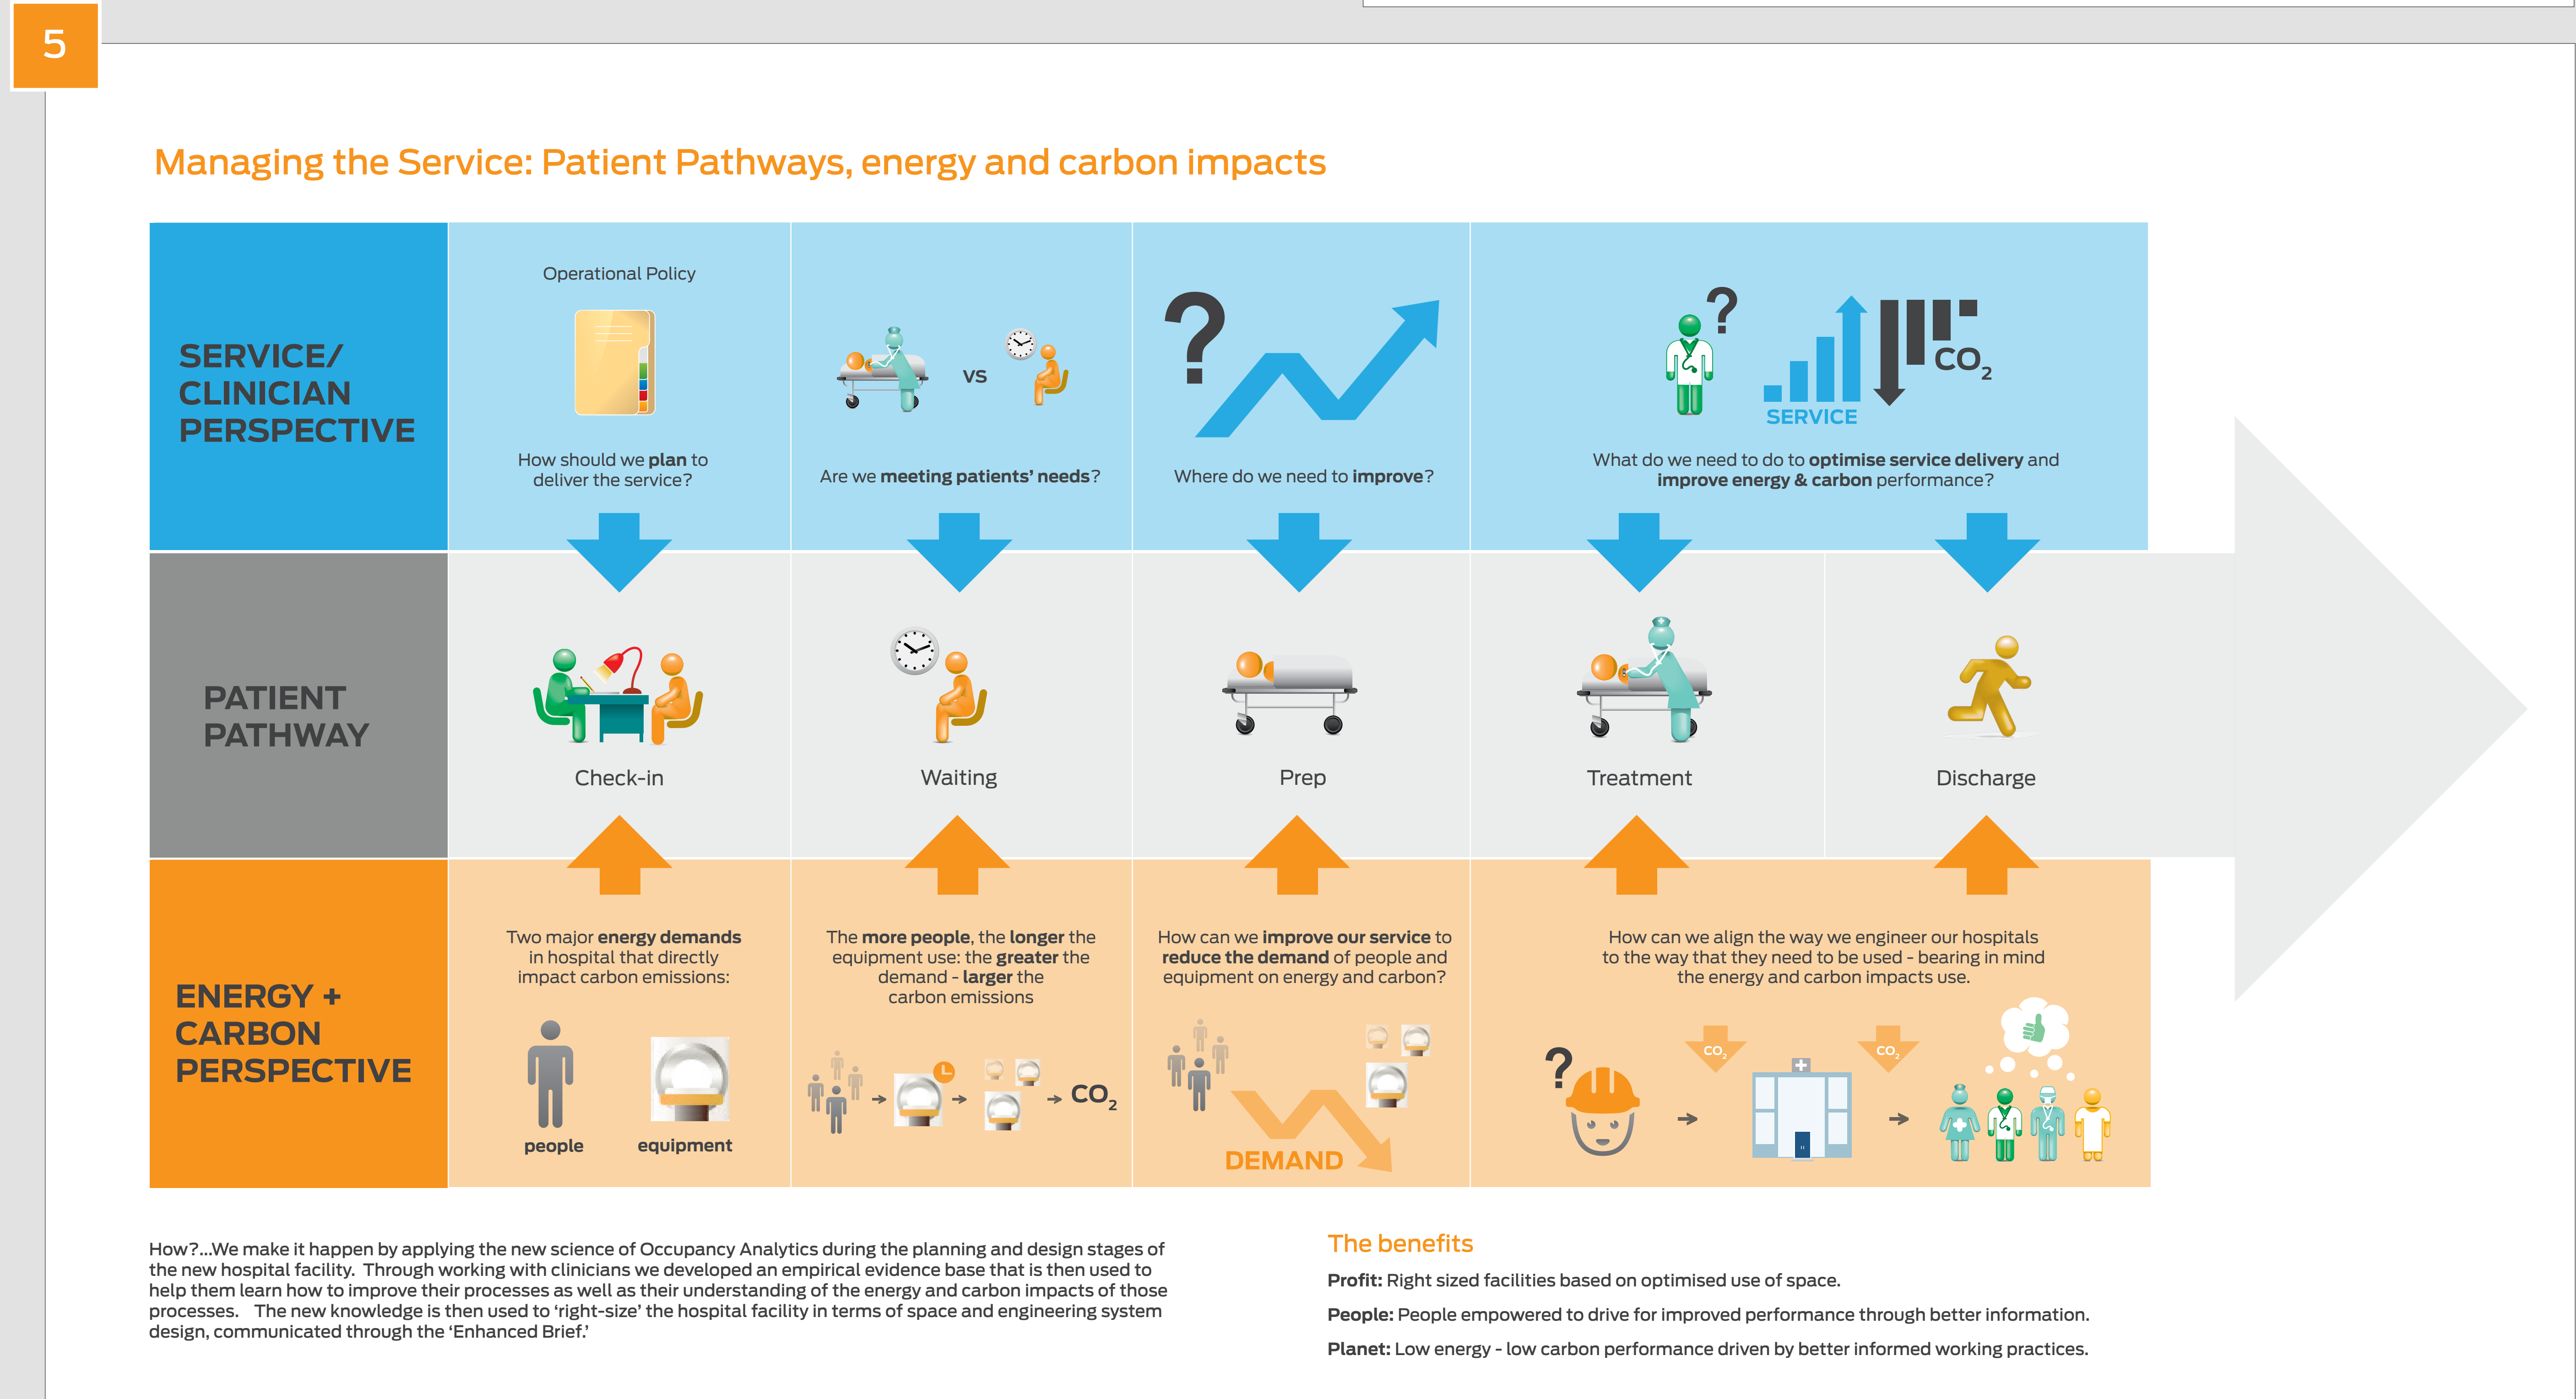 5
Managing the Service: Patient Pathways, energy and carbon impacts
SERVICE/
CLINICIAN
PERSPECTIVE
Operational Policy
How should we plan to
deliver the service?
VS
Are we meeting patients' needs?
?
Where do we need to improve?
?
SERVICE
CO2
What do we need to do to optimise service delivery and
improve energy & carbon performance?
PATIENT
PATHWAY
Check-in
Waiting
Prep
Treatment
Discharge
ENERGY +
CARBON
PERSPECTIVE
Two major energy demands
in hospital that directly
impact carbon emissions:
people
equipment
The more people, the longer the
equipment use: the greater the
demand - larger the
carbon emissions
CO2
How can we improve our service to
reduce the demand of people and
equipment on energy and carbon?
DEMAND
How can we align the way we engineer our hospitals
to the way that they need to be used - bearing in mind
the energy and carbon impacts use.
?
CO2
CO2
How?...We make it happen by applying the new science of Occupancy Analytics during the planning and design stages of
the new hospital facility.  Through working with clinicians we developed an empirical evidence base that is then used to
help them learn how to improve their processes as well as their understanding of the energy and carbon impacts of those
processes.   The new knowledge is then used to ‘right-size’ the hospital facility in terms of space and engineering system
design, communicated through the ‘Enhanced Brief.’
The benefits
Profit: Right sized facilities based on optimised use of space.
People: People empowered to drive for improved performance through better information.
Planet: Low energy - low carbon performance driven by better informed working practices.